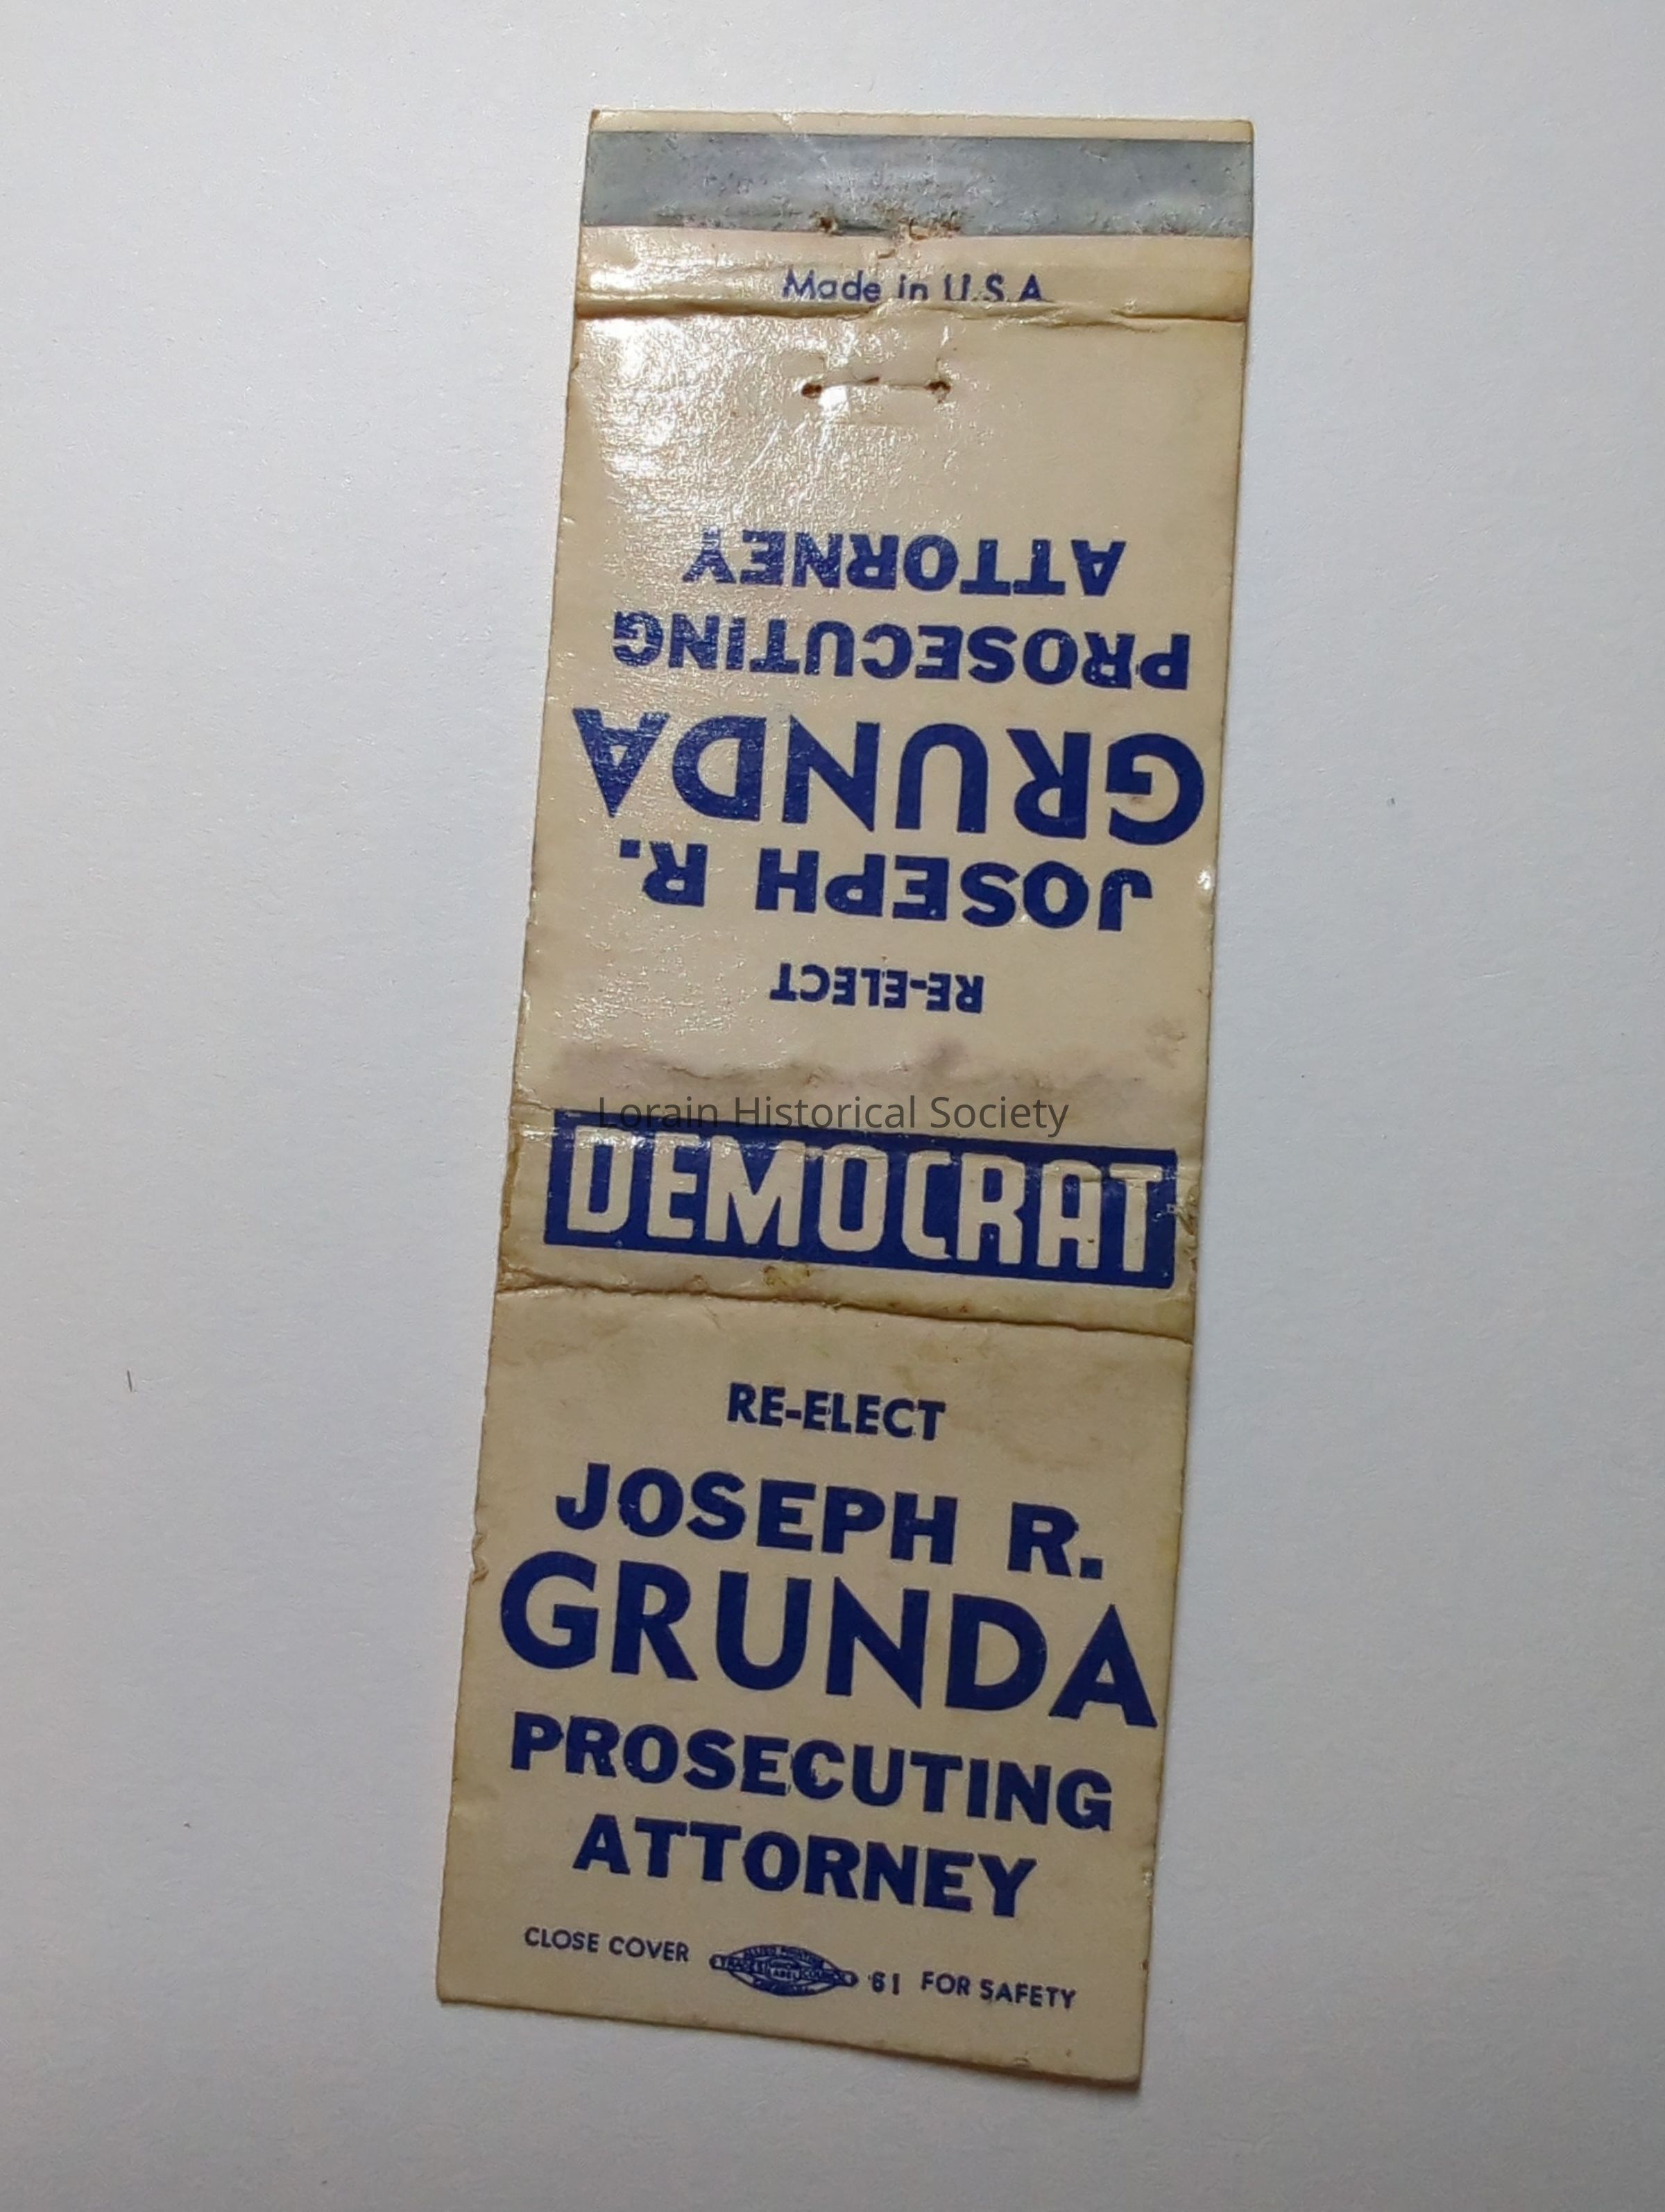 Made in U.S.A.
RE-ELECT
JOSEPH R.
GRUNDA
PROSECUTING
ATTORNEY
Lorain Historical Society
DEMOCRAT
RE-ELECT
JOSEPH R.
GRUNDA
PROSECUTING
ATTORNEY
CLOSE COVER 61 FOR SAFETY